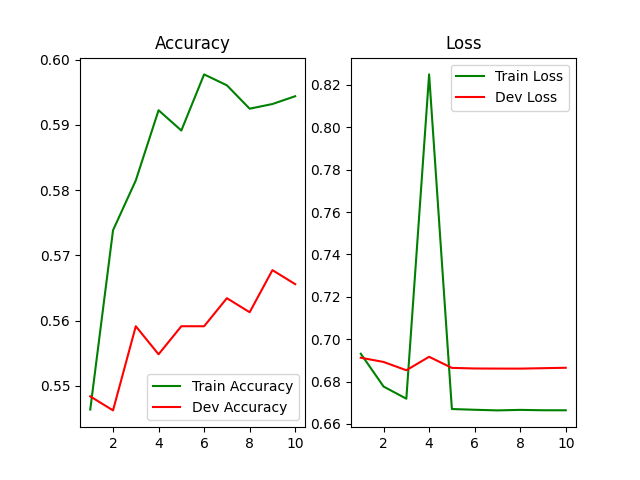 Accuracy
0.60
0.59
0.58
0.57
0.56
0.55
2 4 6 8 10
Train Accuracy
Dev Accuracy
Loss
0.82
0.80
0.78
0.76
0.74
0.72
0.70
0.68
0.66
2 4 6 8 10
Train Loss
Dev Loss